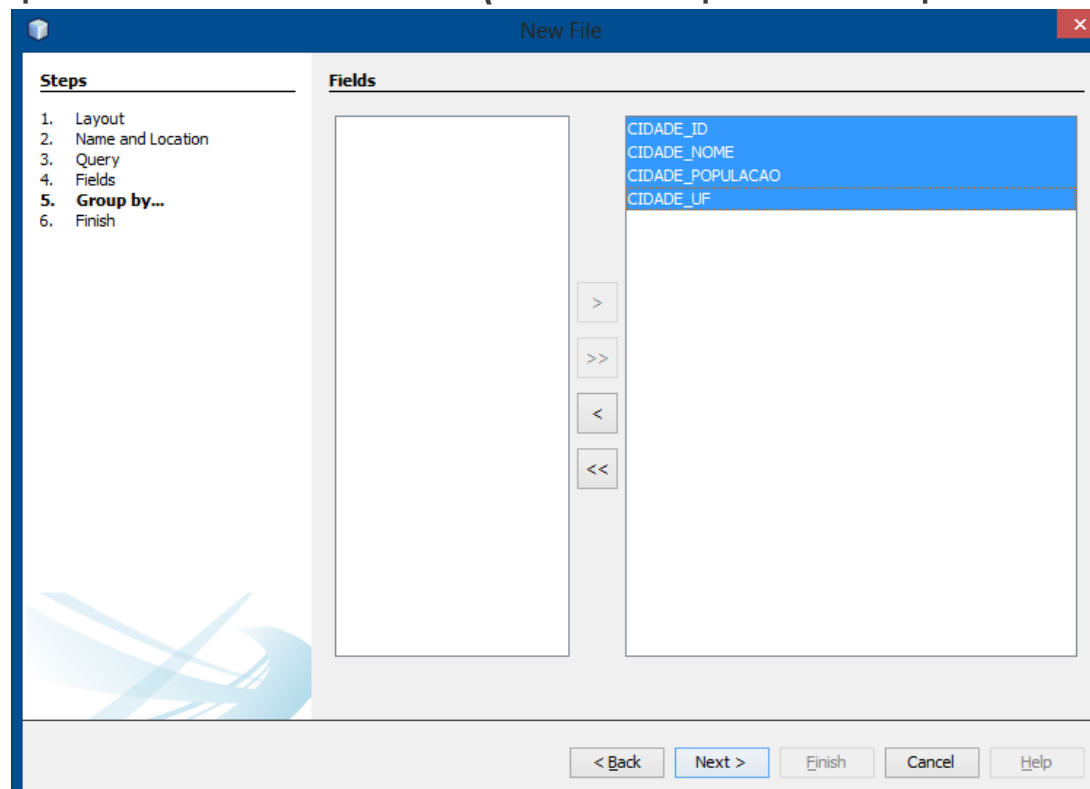 New File
Steps
1. Layout
2. Name and Location
3. Query
4. Fields
5. Group by...
6. Finish
Fields
CIDADE_ID
CIDADE_NOME
CIDADE_POPULACAO
CIDADE_UF
>
>>
<
<<
< Back
Next >
Finish
Cancel
Help